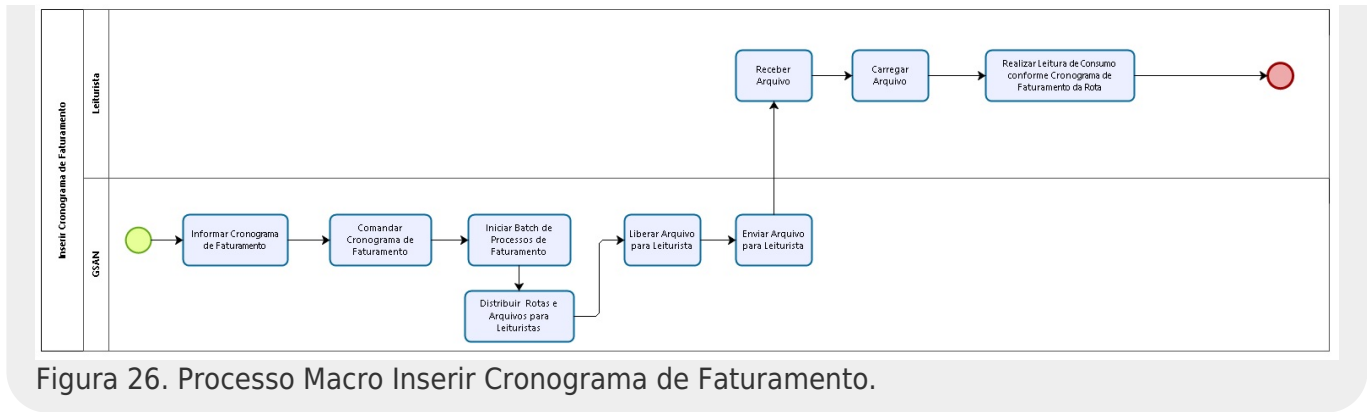 Inserir Cronograma de Faturamento
Leiturista
Receber
Arquivo
Carregar
Arquivo
Realizar Leitura de Consumo
conforme Cronograma de
Faturamento da Rota
GSAN
Informar Cronograma
de Faturamento
Comandar
Cronograma de
Faturamento
Iniciar Batch de
Processos de
Faturamento
Distribuir Rotas e
Arquivos para
Leituristas
Liberar Arquivo
para Leiturista
Enviar Arquivo
para Leiturista
Figura 26. Processo Macro Inserir Cronograma de Faturamento.